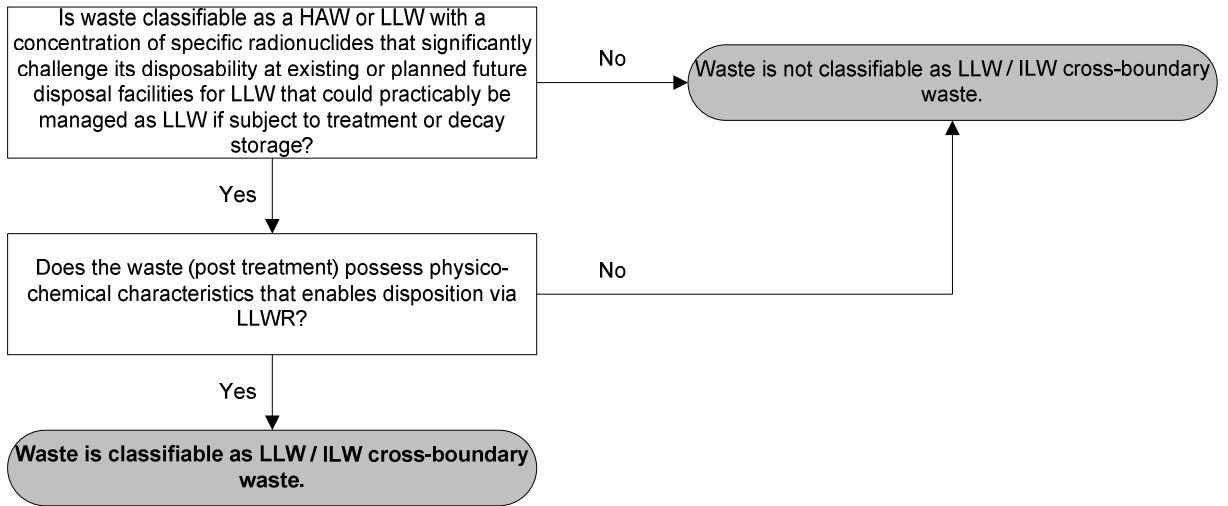 Is waste classifiable as a HAW or LLW with a
concentration of specific radionuclides that significantly
challenge its disposability at existing or planned future
disposal facilities for LLW that could practicably be
managed as LLW if subject to treatment or decay
storage?
No
Waste is not classifiable as LLW / ILW cross-boundary
waste.
Yes
Does the waste (post treatment) possess physico-
chemical characteristics that enables disposition via
LLWR?
No
Yes
Waste is classifiable as LLW / ILW cross-boundary
waste.